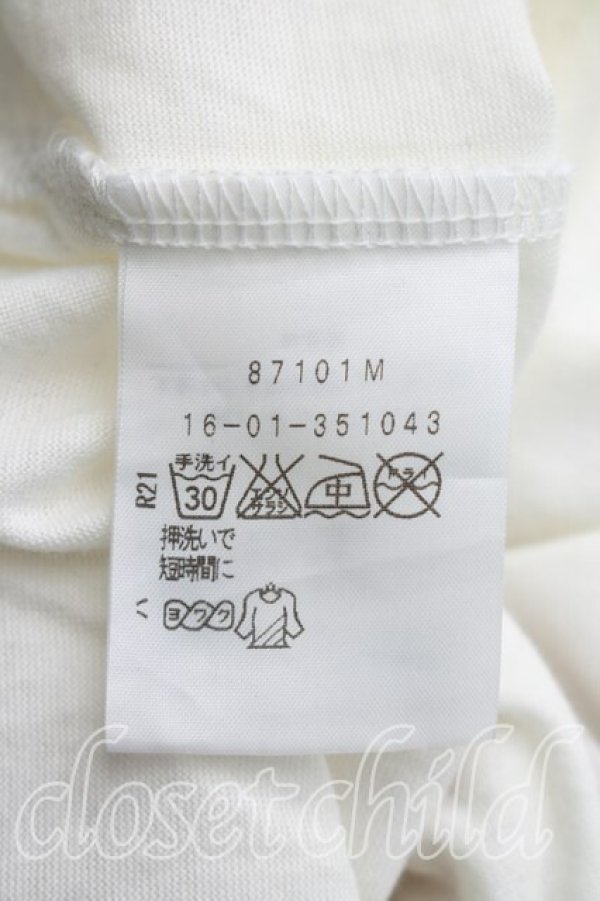 87101M
16-01-351043
R21
手洗イ
30
エンソ
サラシ
中
ドライ
押洗いで
短時間に
ヨワク
closetchild